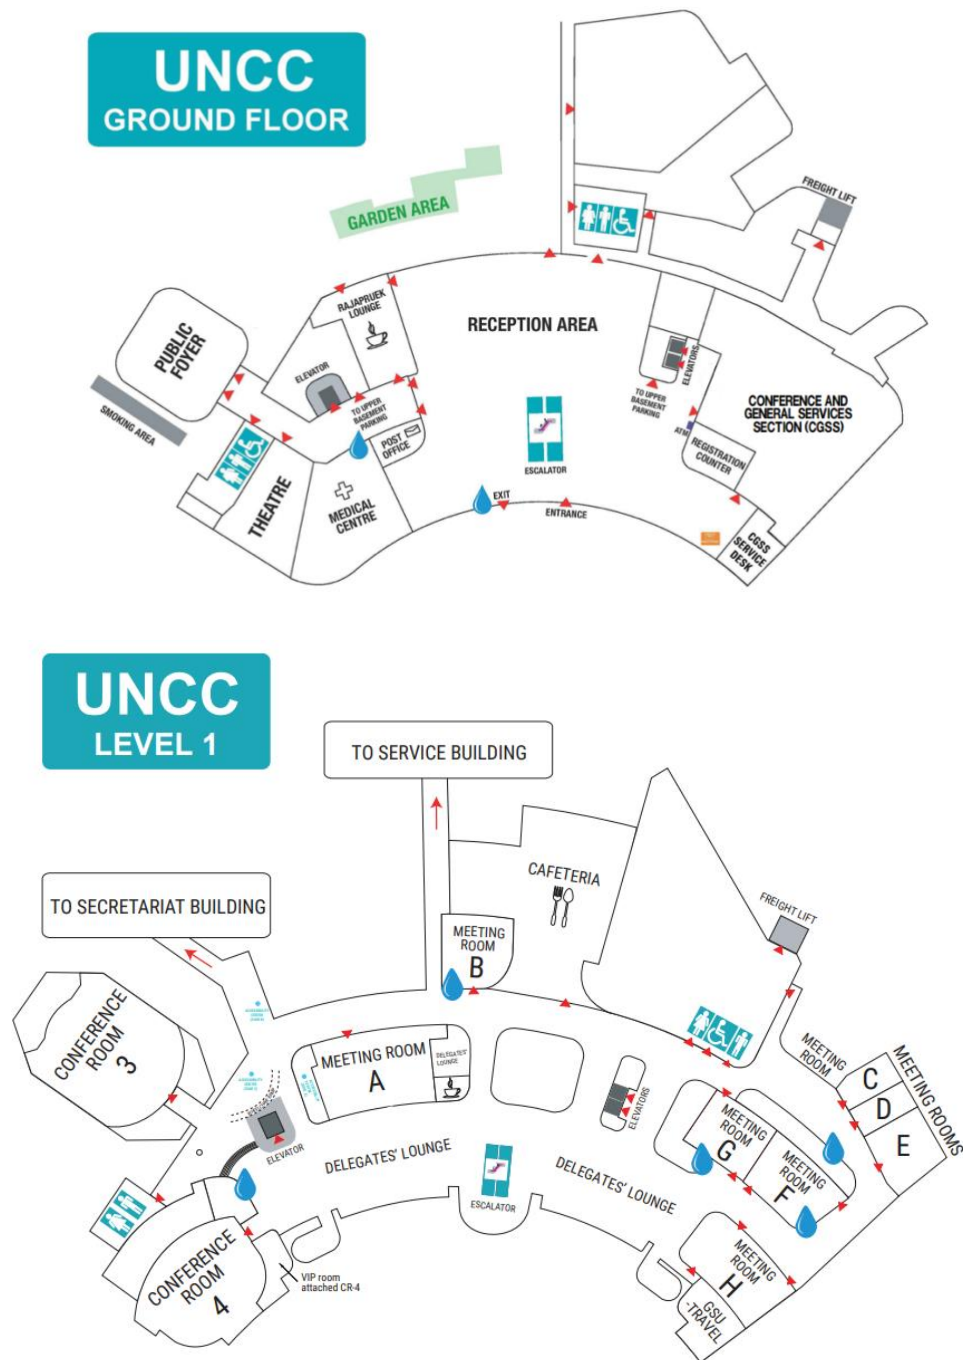 UNCC
GROUND FLOOR
GARDEN AREA
FREIGHT LIFT
RAJAPRUEK
LOUNGE
RECEPTION AREA
PUBLIC
FOYER
SMOKING AREA
ELEVATOR
TO UPPER
BASEMENT
PARKING
ELEVATORS
TO UPPER
BASEMENT
PARKING
CONFERENCE AND
GENERAL SERVICES
SECTION (CGSS)
ATM
REGISTRATION
COUNTER
POST
OFFICE
ESCALATOR
THEATRE
MEDICAL
CENTRE
EXIT
ENTRANCE
CGSS
SERVICE
DESK
UNCC
LEVEL 1
TO SERVICE BUILDING
TO SECRETARIAT BUILDING
CAFETERIA
FREIGHT LIFT
MEETING
ROOM
B
CONFERENCE
ROOM
3
MEETING ROOM
A
DELEGATES'
LOUNGE
MEETING
ROOM
MEETING ROOMS
C
D
E
ELEVATORS
ELEVATOR
DELEGATES' LOUNGE
DELEGATES' LOUNGE
MEETING
ROOM
G
MEETING
ROOM
F
ESCALATOR
CONFERENCE
ROOM
4
VIP room
attached CR-4
MEETING
ROOM
H
GSU
-TRAVEL